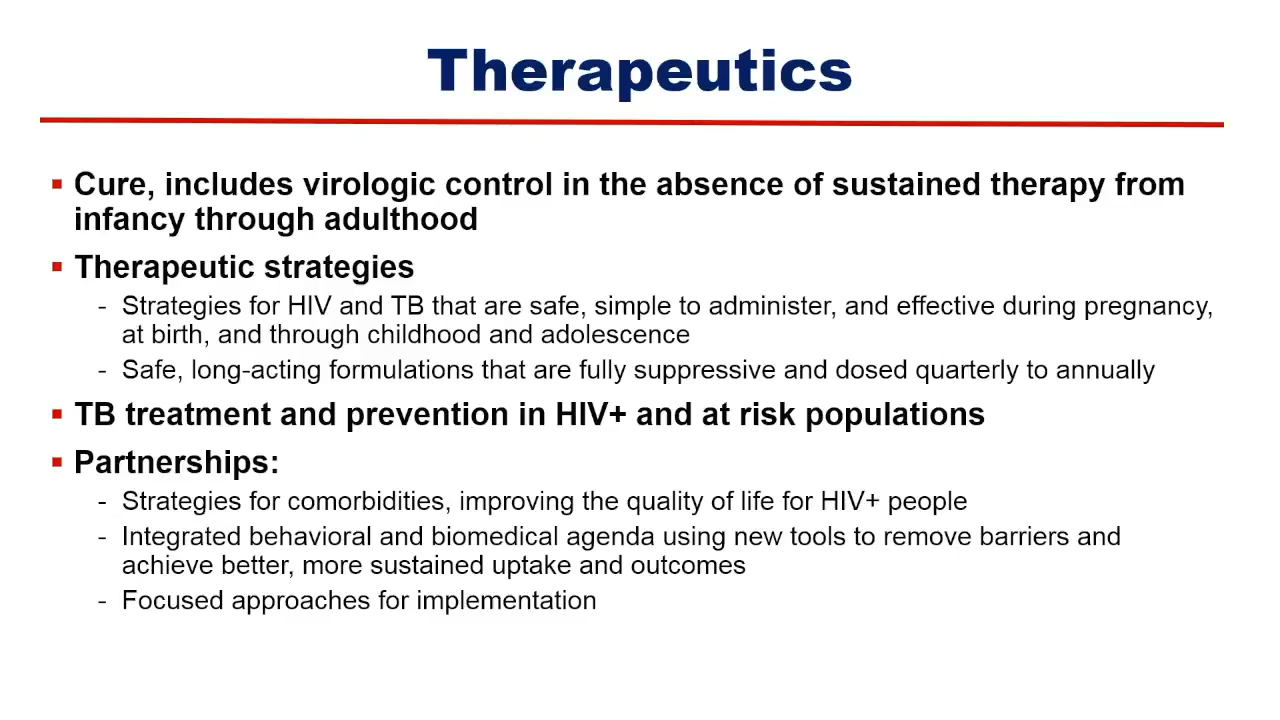 Therapeutics
▪ Cure, includes virologic control in the absence of sustained therapy from
infancy through adulthood
▪ Therapeutic strategies
- Strategies for HIV and TB that are safe, simple to administer, and effective during pregnancy,
at birth, and through childhood and adolescence
- Safe, long-acting formulations that are fully suppressive and dosed quarterly to annually
▪ TB treatment and prevention in HIV+ and at risk populations
▪ Partnerships:
- Strategies for comorbidities, improving the quality of life for HIV+ people
- Integrated behavioral and biomedical agenda using new tools to remove barriers and
achieve better, more sustained uptake and outcomes
- Focused approaches for implementation